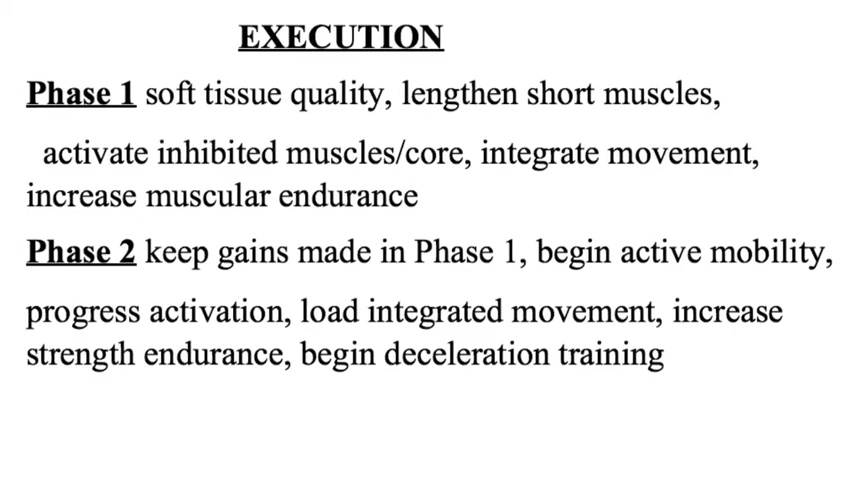 EXECUTION
Phase 1 soft tissue quality, lengthen short muscles,
activate inhibited muscles/core, integrate movement,
increase muscular endurance
Phase 2 keep gains made in Phase 1, begin active mobility,
progress activation, load integrated movement, increase
strength endurance, begin deceleration training